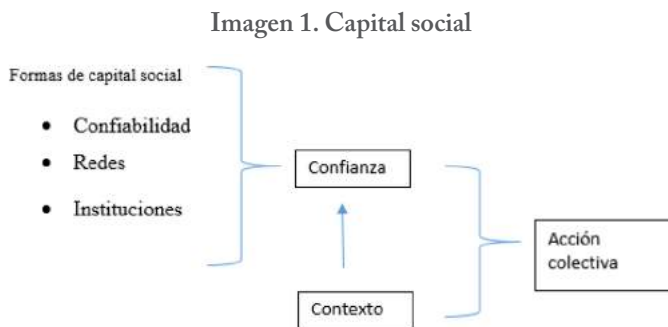 Imagen 1. Capital social
Formas de capital social
• Confiabilidad
• Redes
• Instituciones
Confianza
Contexto
Acción
colectiva